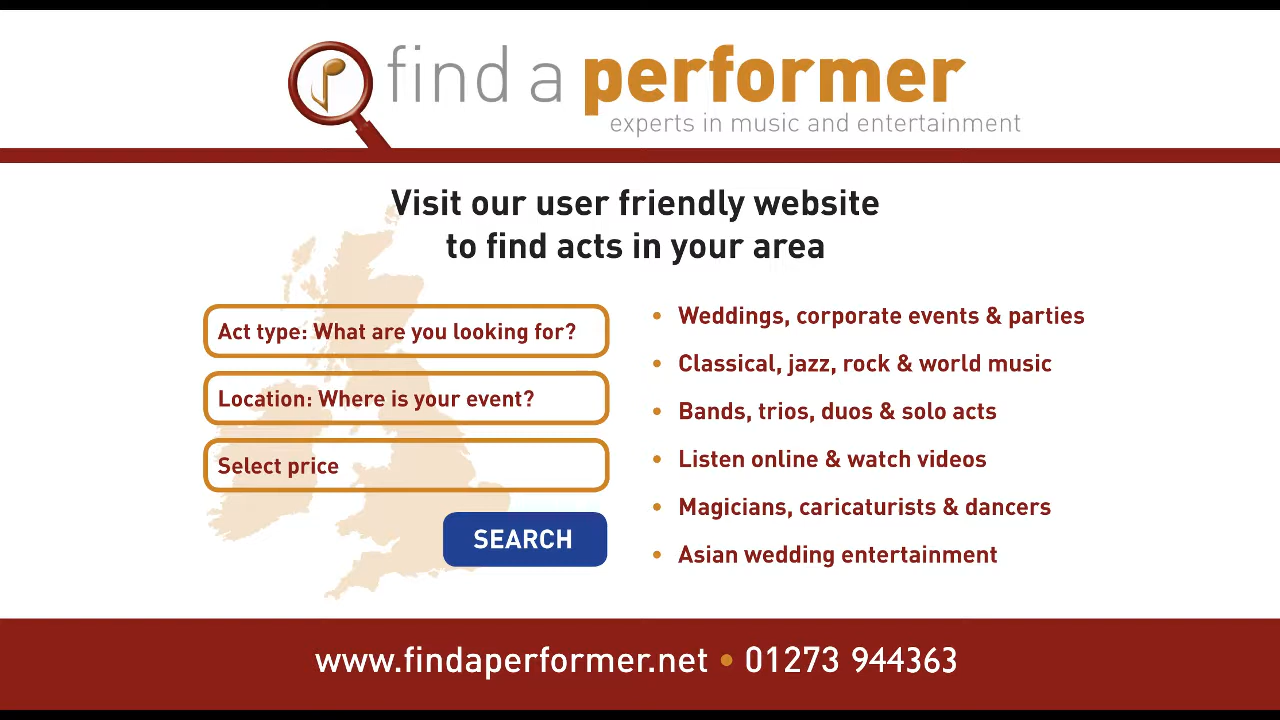 find a performer
experts in music and entertainment
Visit our user friendly website
to find acts in your area
Act type: What are you looking for?
Location: Where is your event?
Select price
SEARCH
• Weddings, corporate events & parties
• Classical, jazz, rock & world music
• Bands, trios, duos & solo acts
• Listen online & watch videos
• Magicians, caricaturists & dancers
• Asian wedding entertainment
www.findaperformer.net • 01273 944363